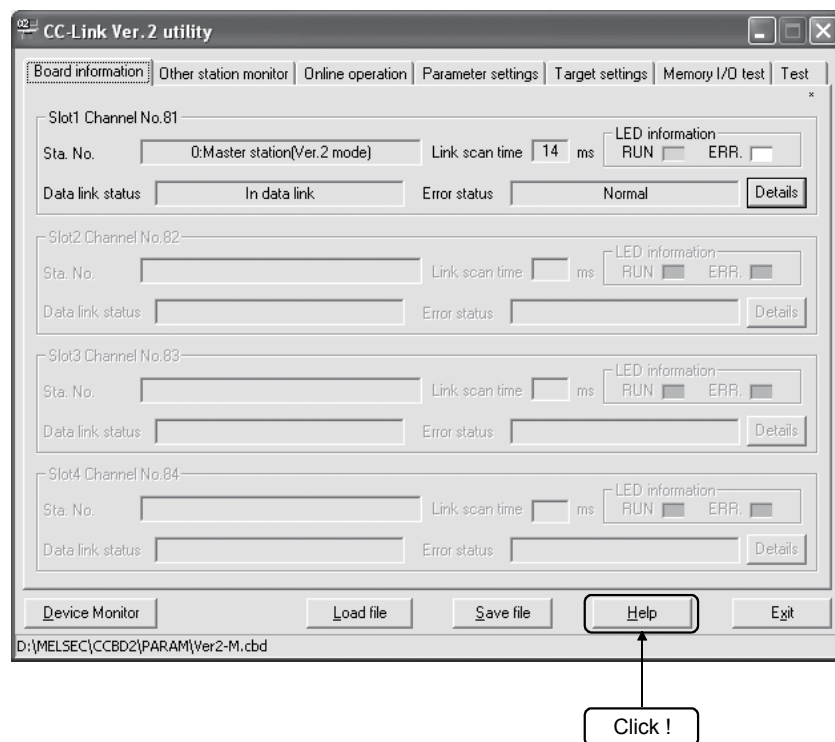 CC-Link Ver. 2 utility
Board information Other station monitor Online operation Parameter settings Target settings Memory I/O test Test
*
Slot1 Channel No.81
LED information
Sta. No. 0:Master station(Ver.2 mode) Link scan time 14 ms RUN ERR.
Data link status In data link Error status Normal Details
Slot2 Channel No.82
LED information
Sta. No. Link scan time ms RUN ERR.
Data link status Error status Details
Slot3 Channel No.83
LED information
Sta. No. Link scan time ms RUN ERR.
Data link status Error status Details
Slot4 Channel No.84
LED information
Sta. No. Link scan time ms RUN ERR.
Data link status Error status Details
Device Monitor Load file Save file Help Exit
D:\MELSEC\CCBD2\PARAM\Ver2-M.cbd
Click !